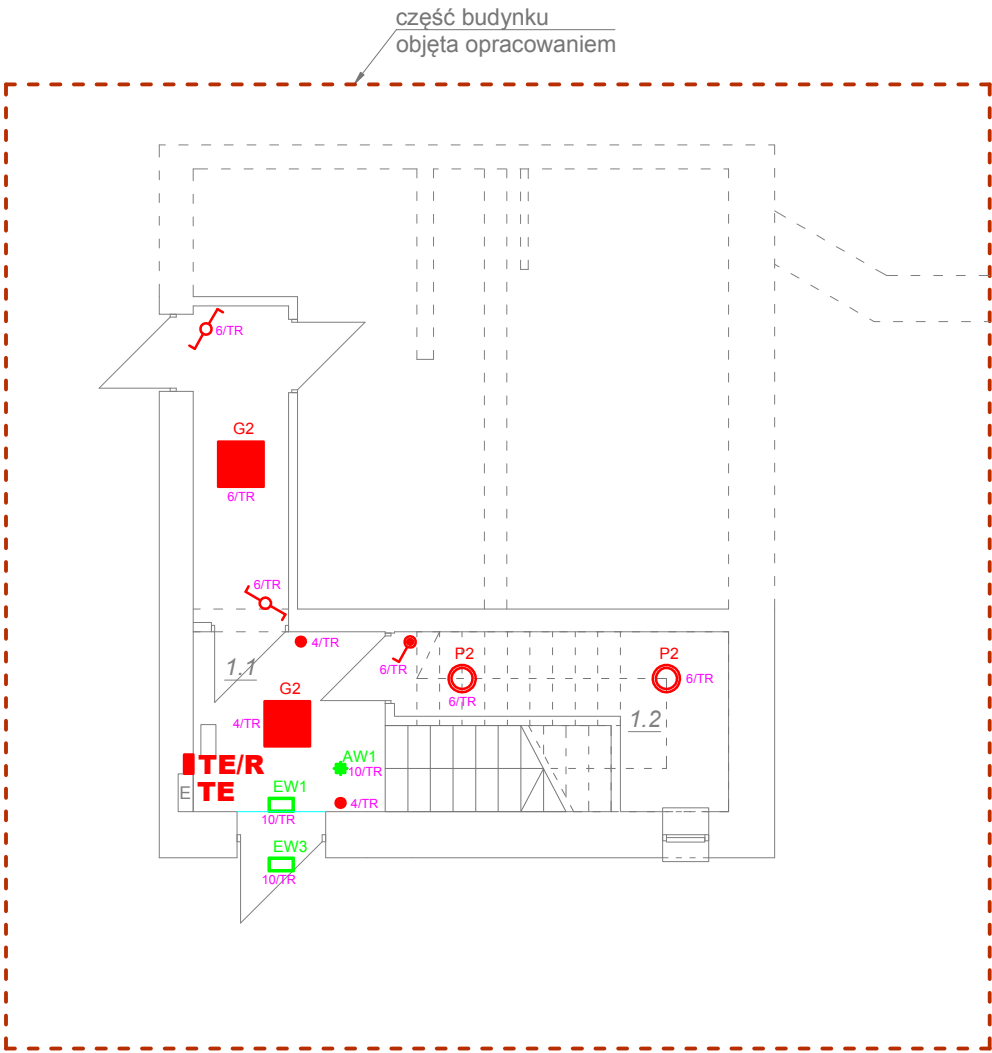 część budynku
objęta opracowaniem
6/TR
G2
6/TR
6/TR
4/TR
1.1
6/TR
P2
6/TR
P2
6/TR
1.2
G2
4/TR
AW1
10/TR
TE/R
TE
E
EW1
10/TR
4/TR
EW3
10/TR